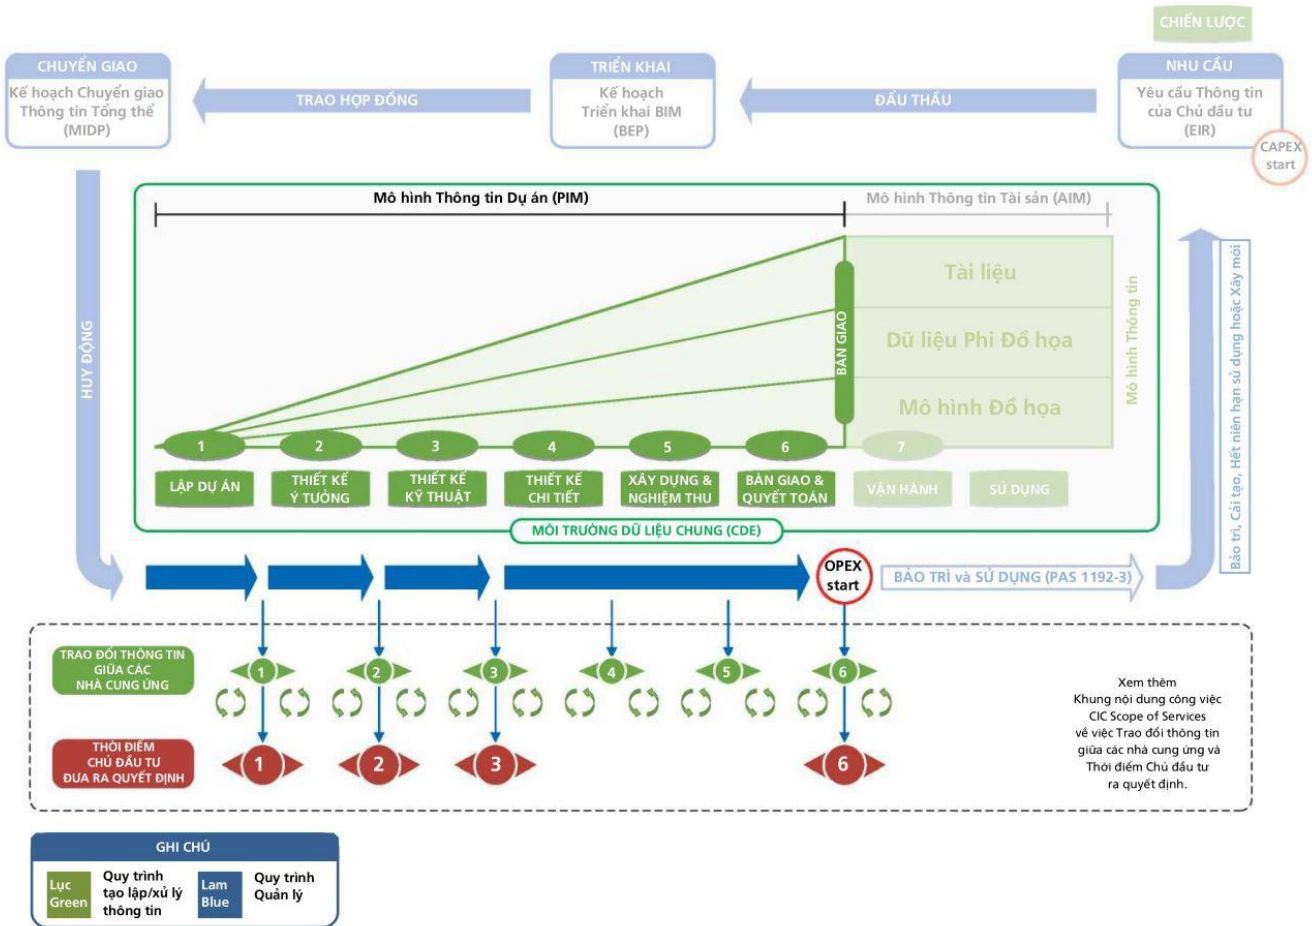 CHIẾN LƯỢC
CHUYỂN GIAO
Kế hoạch Chuyển giao
Thông tin Tổng thể
(MIDP)
TRAO HỢP ĐỒNG
TRIỂN KHAI
Kế hoạch
Triển khai BIM
(BEP)
ĐẤU THẦU
NHU CẦU
Yêu cầu Thông tin
của Chủ đầu tư
(EIR)
CAPEX
start
HUY ĐỘNG
Mô hình Thông tin Dự án (PIM)
Mô hình Thông tin Tài sản (AIM)
Tài liệu
Dữ liệu Phi Đồ họa
Mô hình Đồ họa
BÀN GIAO
Mô hình Thông tin
Bảo trì, Cải tạo, Hết niên hạn sử dụng hoặc Xây mới
1
2
3
4
5
6
7
LẬP DỰ ÁN
THIẾT KẾ
Ý TƯỞNG
THIẾT KẾ
KỸ THUẬT
THIẾT KẾ
CHI TIẾT
XÂY DỰNG &
NGHIỆM THU
BÀN GIAO &
QUYẾT TOÁN
VẬN HÀNH
SỬ DỤNG
MÔI TRƯỜNG DỮ LIỆU CHUNG (CDE)
OPEX
start
BẢO TRÌ và SỬ DỤNG (PAS 1192-3)
TRAO ĐỔI THÔNG TIN
GIỮA CÁC
NHÀ CUNG ỨNG
1
2
3
4
5
6
THỜI ĐIỂM
CHỦ ĐẦU TƯ
ĐƯA RA QUYẾT ĐỊNH
1
2
3
6
Xem thêm
Khung nội dung công việc
CIC Scope of Services
về việc Trao đổi thông tin
giữa các nhà cung ứng và
Thời điểm Chủ đầu tư
ra quyết định.
GHI CHÚ
Lục
Green
Quy trình
tạo lập/xử lý
thông tin
Lam
Blue
Quy trình
Quản lý